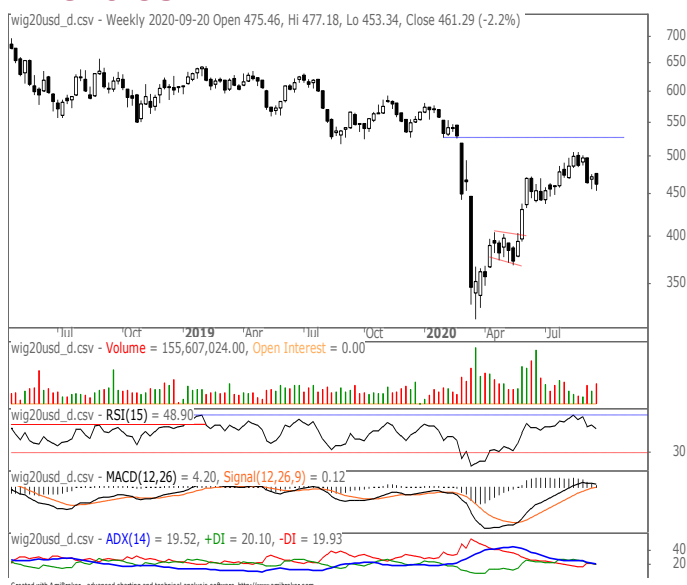 wig20usd_d.csv - Weekly 2020-09-20 Open 475.46, Hi 477.18, Lo 453.34, Close 461.29 (-2.2%)
700
650
600
550
500
450
400
350
Jul Oct 2019 Apr Jul Oct 2020 Apr Jul
wig20usd_d.csv - Volume = 155,607,024.00, Open Interest = 0.00
wig20usd_d.csv - RSI(15) = 48.90
30
wig20usd_d.csv - MACD(12,26) = 4.20, Signal(12,26,9) = 0.12
wig20usd_d.csv - ADX(14) = 19.52, +DI = 20.10, -DI = 19.93
40
20